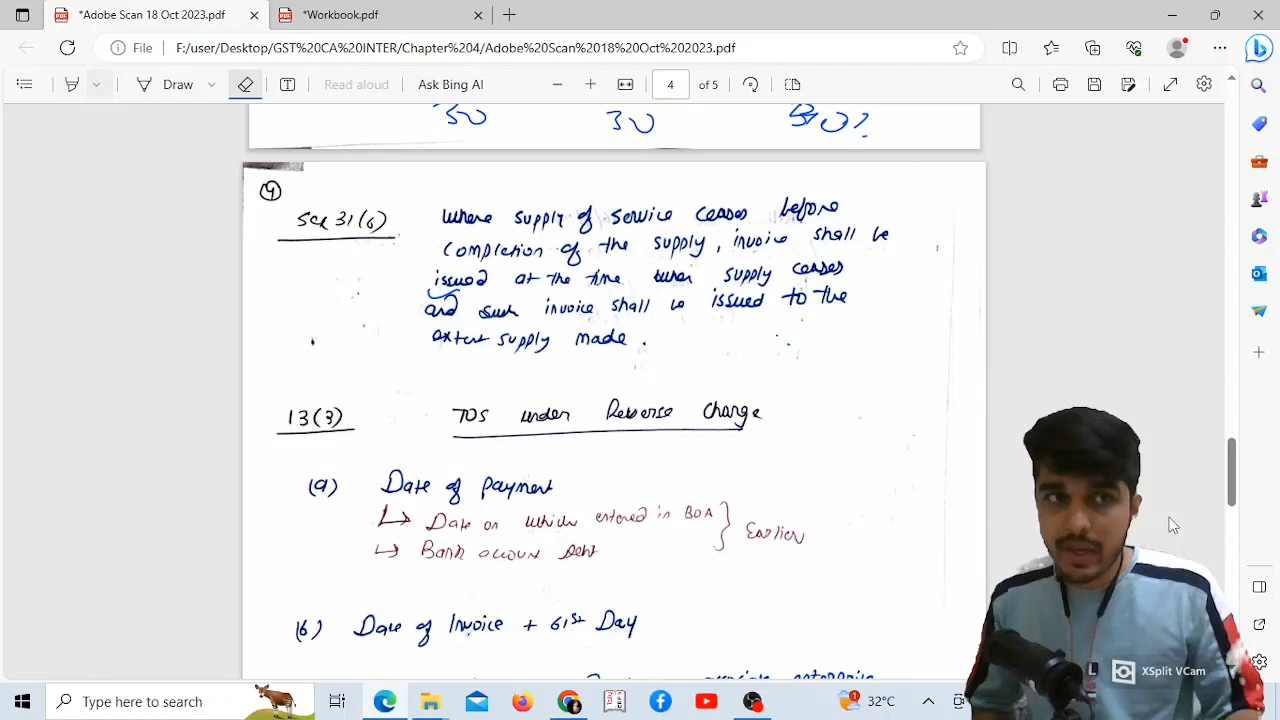 *Adobe Scan 18 Oct 2023.pdf
*Workbook.pdf
File
F:/user/Desktop/GST%20CA%20INTER/Chapter%204/Adobe%20Scan%2018%20Oct%202023.pdf
Draw
Read aloud
Ask Bing AI
4
of 5
50 30
④
Sec 31(6)
Where supply of service ceases before
completion of the supply, invoice shall be
issued at the time when supply ceases
and such invoice shall be issued to the
extent supply made.
13(3) TOS under Reverse Charge
(a) Date of payment
↳ Date on which entered in BOA
↳ Bank account Debt
} Earlier
(b) Date of Invoice + 61st Day
associate enterprise
XSplit VCam
Type here to search
1
32°C